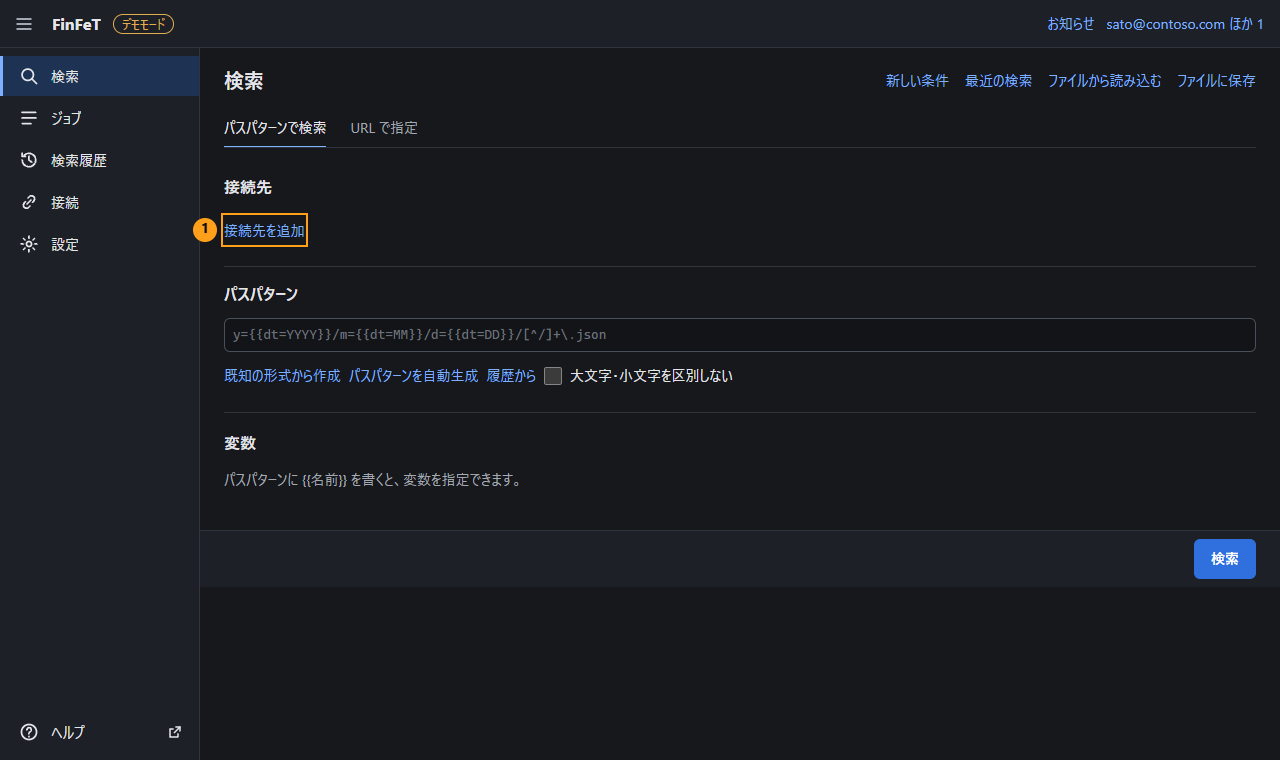 FinFeT デモモード お知らせ sato@contoso.com ほか 1
検索
ジョブ
検索履歴
接続
設定
ヘルプ
検索 新しい条件 最近の検索 ファイルから読み込む ファイルに保存
パスパターンで検索 URL で指定
接続先
1 接続先を追加
パスパターン
y={{dt=YYYY}}/m={{dt=MM}}/d={{dt=DD}}/[^/]+\.json
既知の形式から作成 パスパターンを自動生成 履歴から 大文字・小文字を区別しない
変数
パスパターンに {{名前}} を書くと、変数を指定できます。
検索